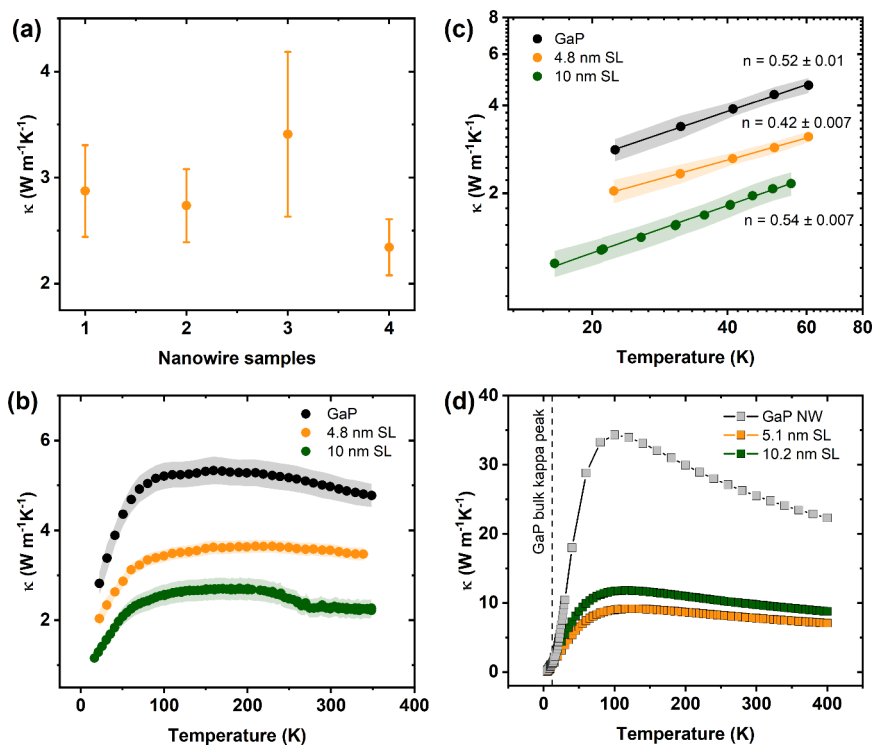 (a)
κ (W m⁻¹K⁻¹)
4
3
2
1
2
3
4
Nanowire samples
(c)
κ (W m⁻¹K⁻¹)
8
4
2
GaP
4.8 nm SL
10 nm SL
n = 0.52 ± 0.01
n = 0.42 ± 0.007
n = 0.54 ± 0.007
20
40
60
80
Temperature (K)
(b)
κ (W m⁻¹K⁻¹)
6
4
2
GaP
4.8 nm SL
10 nm SL
0
100
200
300
400
Temperature (K)
(d)
κ (W m⁻¹K⁻¹)
40
30
20
10
0
GaP bulk kappa peak
GaP NW
5.1 nm SL
10.2 nm SL
0
100
200
300
400
Temperature (K)